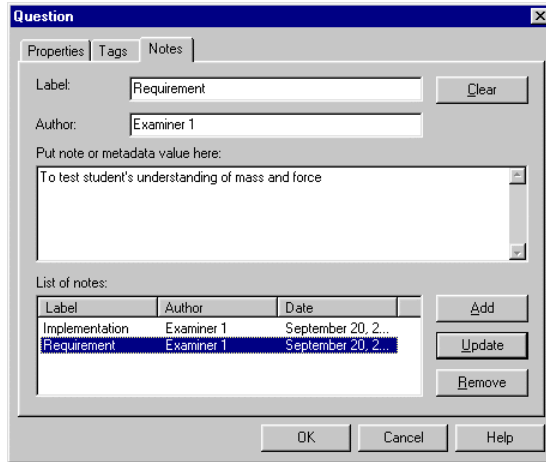 Question
Properties Tags Notes
Label: Requirement Clear
Author: Examiner 1
Put note or metadata value here:
To test student's understanding of mass and force
List of notes:
Label Author Date
Add
Implementation Examiner 1 September 20, 2...
Requirement Examiner 1 September 20, 2...
Update
Remove
OK Cancel Help